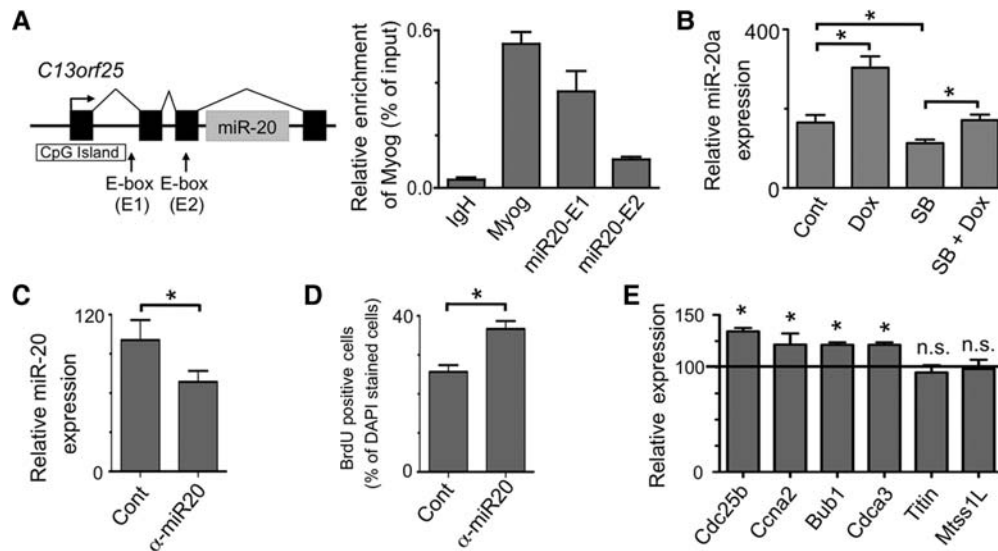 A
C13orf25
miR-20
CpG Island
E-box
(E1)
E-box
(E2)
Relative enrichment
of Myog (% of input)
0.6
0.0
IgH
Myog
miR20-E1
miR20-E2
B
Relative miR-20a
expression
400
0
*
*
*
Cont
Dox
SB
SB + Dox
C
Relative miR-20
expression
120
0
*
Cont
α-miR20
D
BrdU positive cells
(% of DAPI stained cells)
40
0
*
Cont
α-miR20
E
Relative expression
150
100
50
0
*
*
*
*
n.s.
n.s.
Cdc25b
Ccna2
Bub1
Cdca3
Titin
Mtss1L